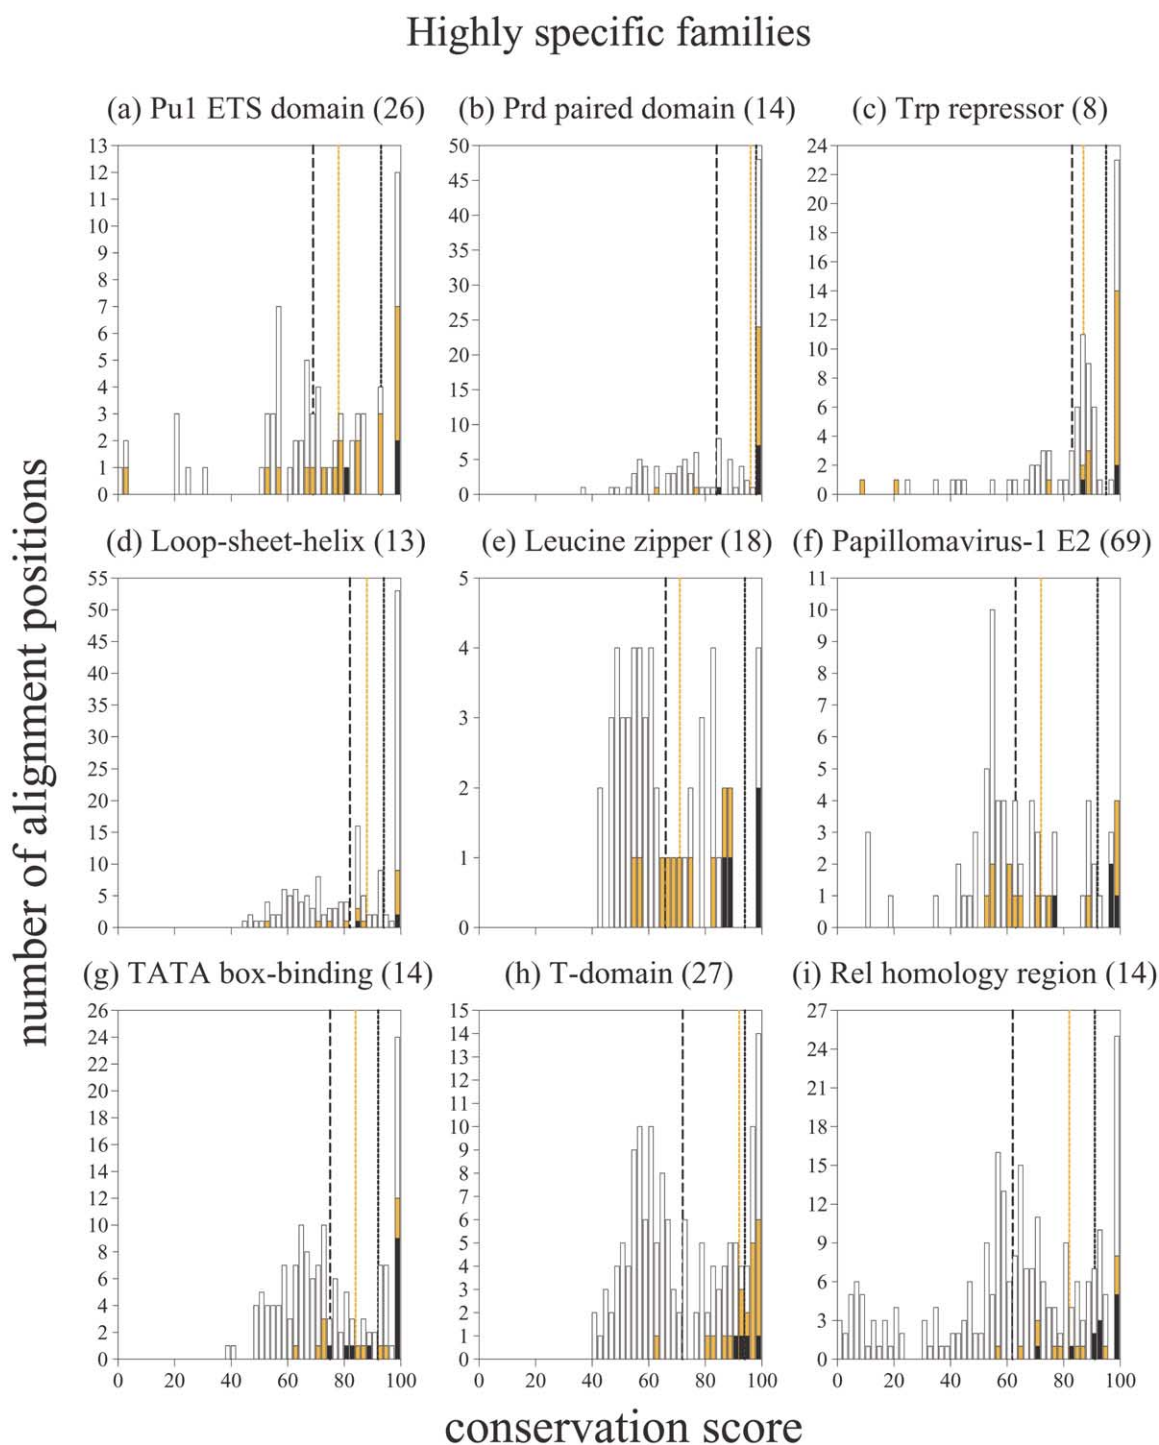 Highly specific families
(a) Pu1 ETS domain (26) (b) Prd paired domain (14) (c) Trp repressor (8)
13 50 24
12 45 22
11 40 20
10 35 18
9 30 16
8 25 14
7 20 12
6 15 10
5 10 8
4 5 6
3 0 4
2 2
1 0
0
(d) Loop-sheet-helix (13) (e) Leucine zipper (18) (f) Papillomavirus-1 E2 (69)
55 5 11
50 4 10
45 3 9
40 2 8
35 1 7
30 0 6
25 5
20 4
15 3
10 2
5 1
0 0
(g) TATA box-binding (14) (h) T-domain (27) (i) Rel homology region (14)
26 15 27
24 14 24
22 13 21
20 12 18
18 11 15
16 10 12
14 9 9
12 8 6
10 7 3
8 6 0
6 5
4 4
2 3
0 2
1
0
0 20 40 60 80 100 0 20 40 60 80 100 0 20 40 60 80 100
number of alignment positions
conservation score